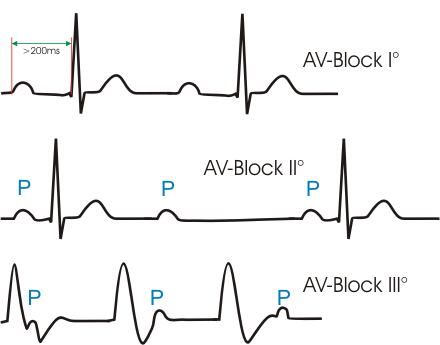 >200ms
AV-Block I°
AV-Block II°
P P P
AV-Block III°
P P P